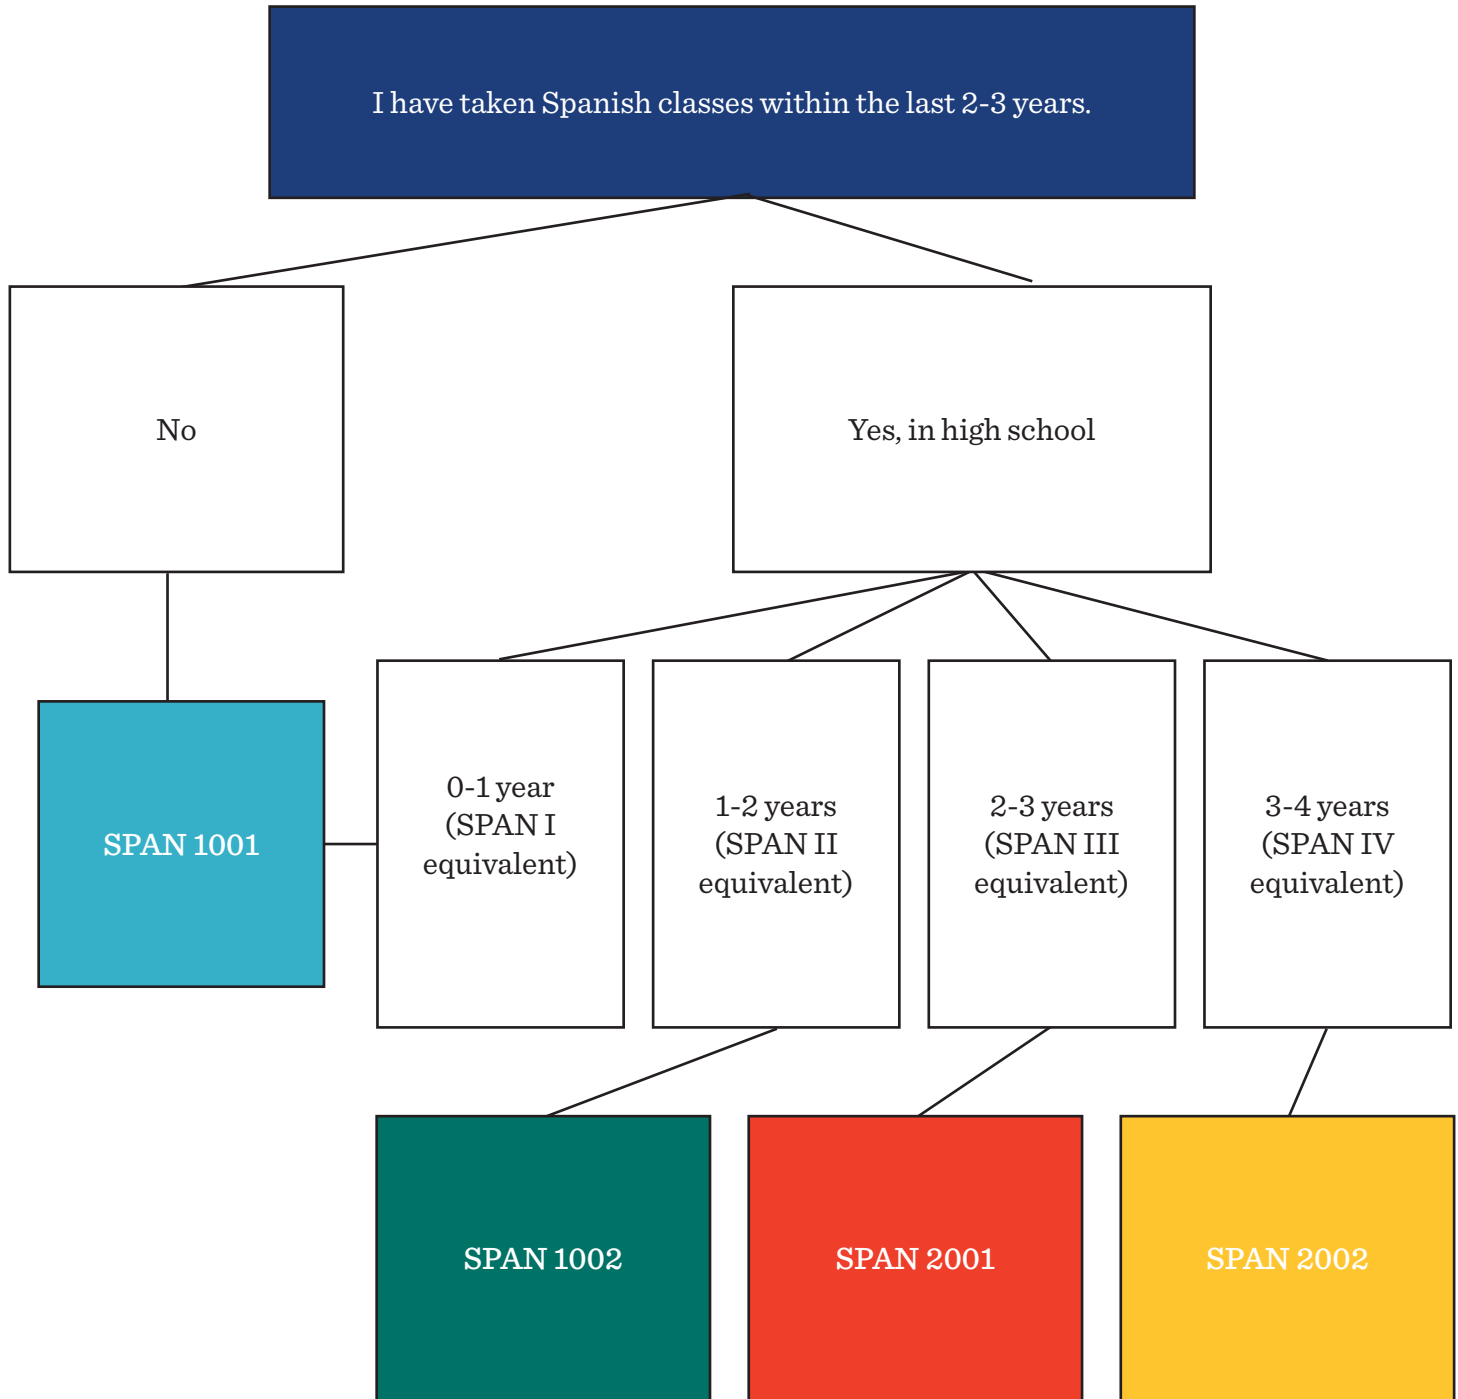 I have taken Spanish classes within the last 2-3 years.
No
Yes, in high school
SPAN 1001
0-1 year
(SPAN I
equivalent)
1-2 years
(SPAN II
equivalent)
2-3 years
(SPAN III
equivalent)
3-4 years
(SPAN IV
equivalent)
SPAN 1002
SPAN 2001
SPAN 2002